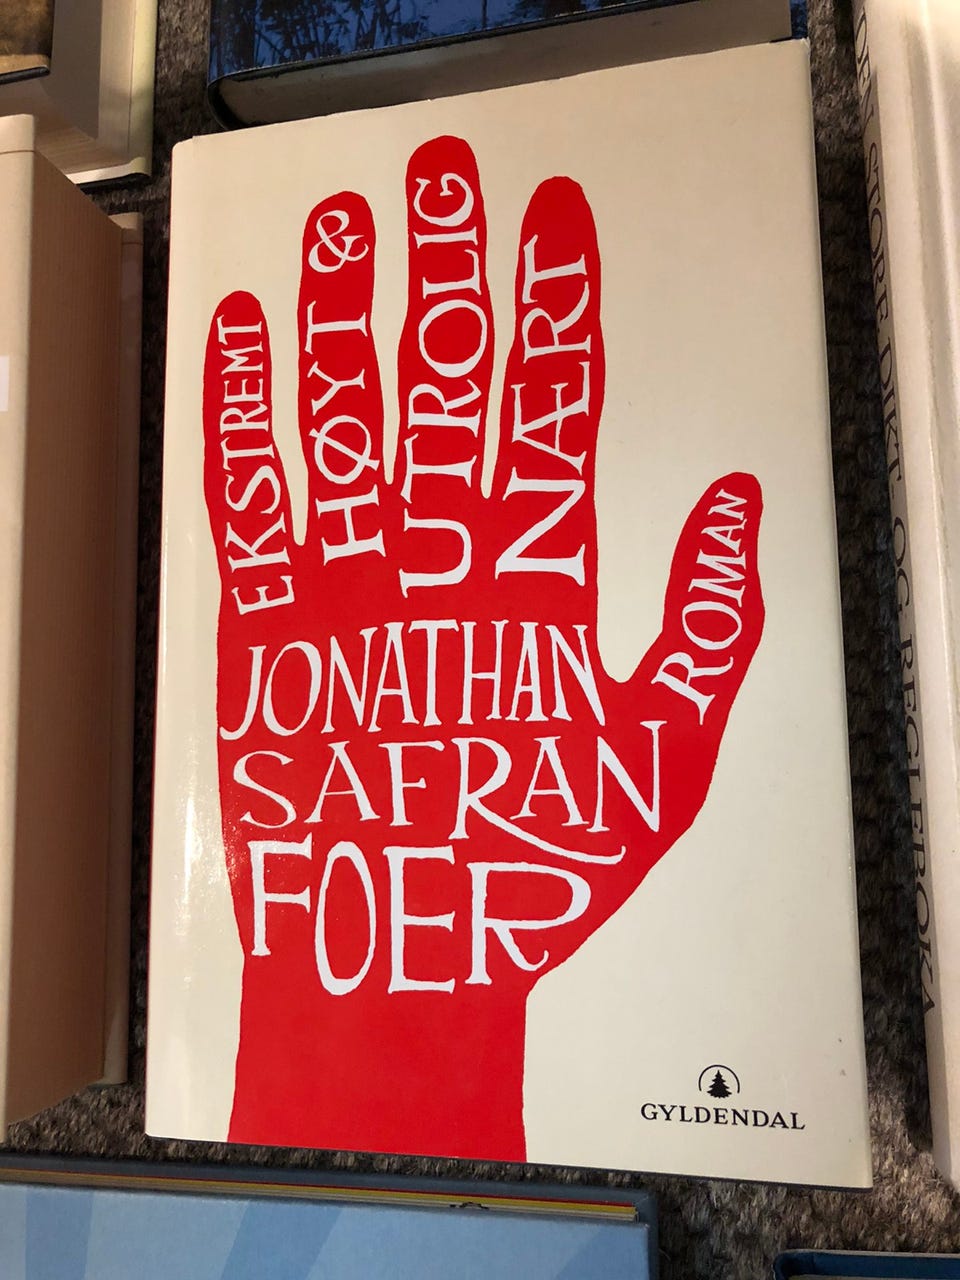 EKSTREMT
HØYT &
UTROLIG
NÆRT
ROMAN
JONATHAN
SAFRAN
FOER
GYLDENDAL
DEN STORE DIKT- OG REGLEBOKA